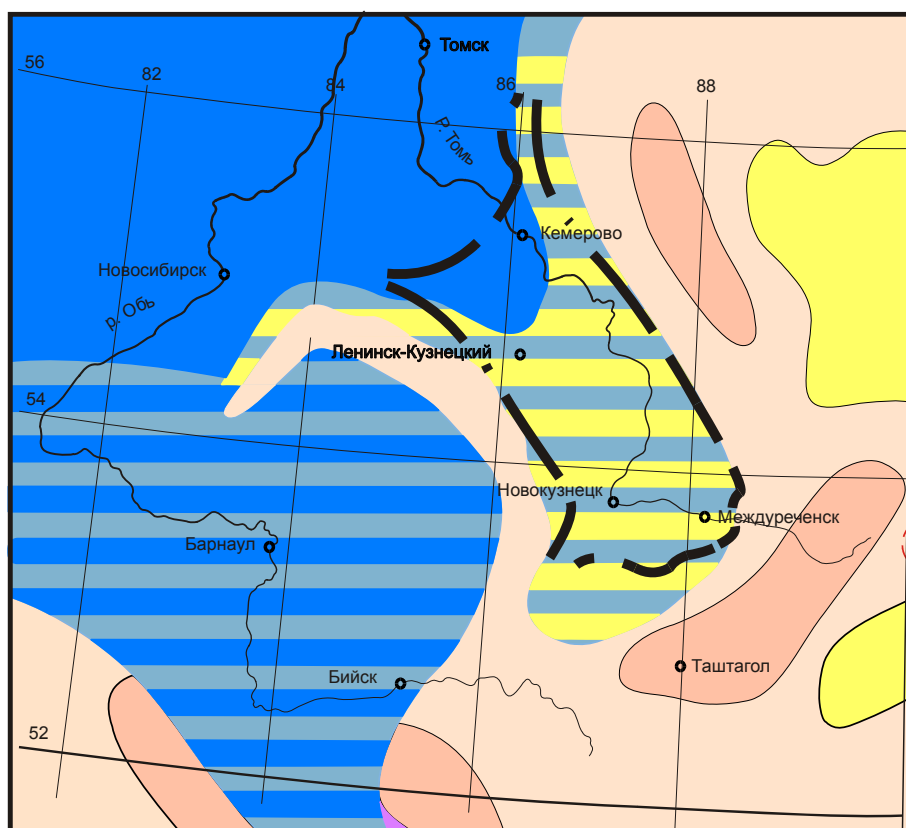 Томск
56
82
84
86
88
Р. Томь
Кемерово
Новосибирск
р. Обь
Ленинск-Кузнецкий
54
Новокузнецк
Междуреченск
Барнаул
Таштагол
Бийск
52